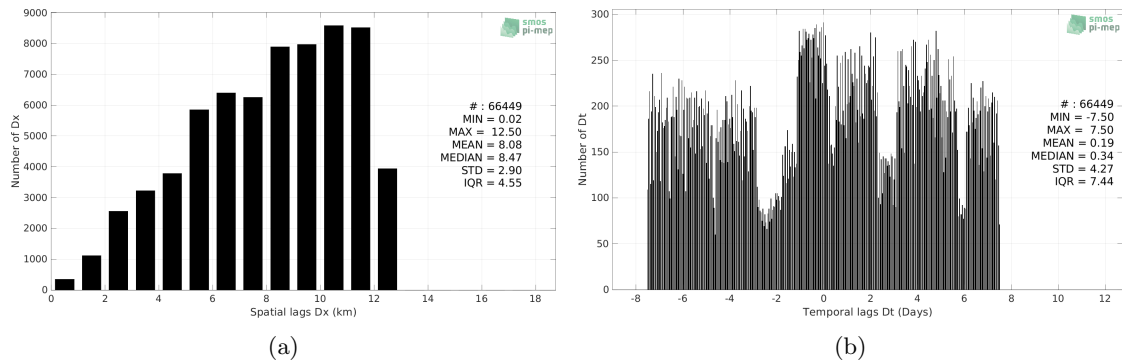 9000
8000
7000
6000
5000
4000
3000
2000
1000
0
Number of Dx
0 2 4 6 8 10 12 14 16 18
Spatial lags Dx (km)
smos
pi-mep
# : 66449
MIN = 0.02
MAX = 12.50
MEAN = 8.08
MEDIAN = 8.47
STD = 2.90
IQR = 4.55
(a)
300
250
200
150
100
50
0
Number of Dt
-8 -6 -4 -2 0 2 4 6 8 10 12
Temporal lags Dt (Days)
smos
pi-mep
# : 66449
MIN = -7.50
MAX = 7.50
MEAN = 0.19
MEDIAN = 0.34
STD = 4.27
IQR = 7.44
(b)